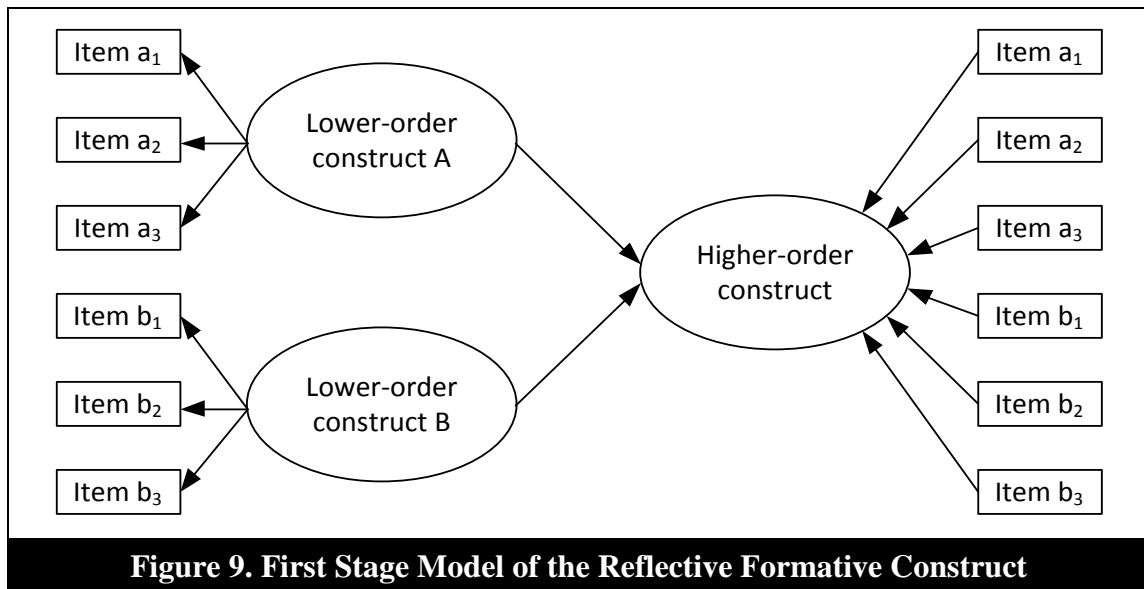 Item a₁
Item a₂
Item a₃
Item b₁
Item b₂
Item b₃
Lower-order
construct A
Lower-order
construct B
Higher-order
construct
Item a₁
Item a₂
Item a₃
Item b₁
Item b₂
Item b₃
Figure 9. First Stage Model of the Reflective Formative Construct